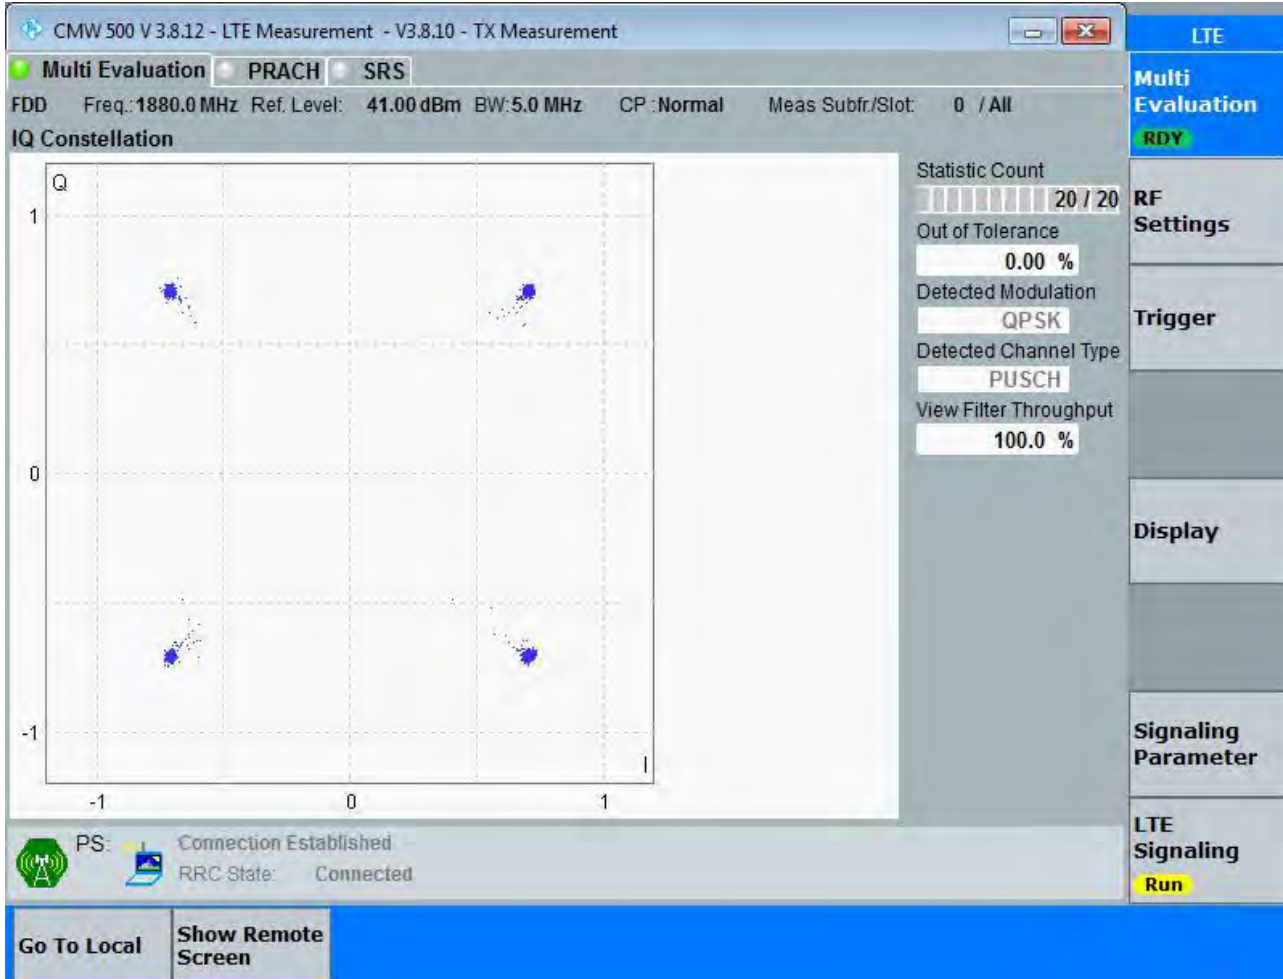 CMW 500 V 3.8.12 - LTE Measurement - V3.8.10 - TX Measurement
LTE
Multi Evaluation PRACH SRS
FDD Freq.: 1880.0 MHz Ref. Level: 41.00 dBm BW: 5.0 MHz CP : Normal Meas Subfr./Slot: 0 / All
IQ Constellation
Q
1
0
-1
I
-1 0 1
Statistic Count
20 / 20
Out of Tolerance
0.00 %
Detected Modulation
QPSK
Detected Channel Type
PUSCH
View Filter Throughput
100.0 %
Multi
Evaluation
RDY
RF
Settings
Trigger
Display
Signaling
Parameter
LTE
Signaling
Run
PS: Connection Established
RRC State: Connected
Go To Local
Show Remote
Screen